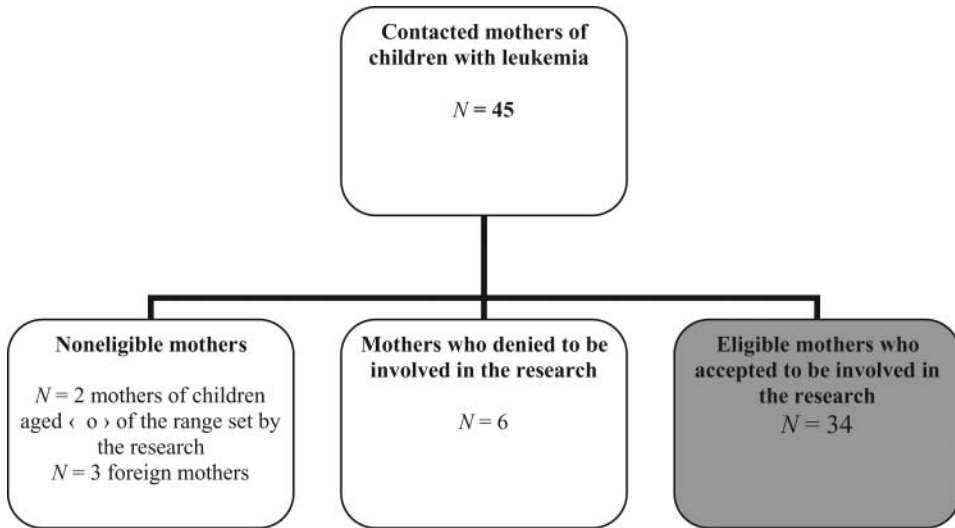 Contacted mothers of
children with leukemia
N = 45
Noneligible mothers
N = 2 mothers of children
aged ‹ o › of the range set by
the research
N = 3 foreign mothers
Mothers who denied to be
involved in the research
N = 6
Eligible mothers who
accepted to be involved in
the research
N = 34